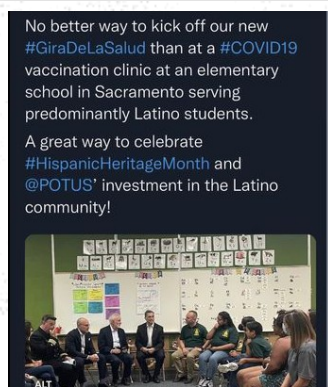 No better way to kick off our new
#GiraDeLaSalud than at a #COVID19
vaccination clinic at an elementary
school in Sacramento serving
predominantly Latino students.
A great way to celebrate
#HispanicHeritageMonth and
@POTUS' investment in the Latino
community!
ALT